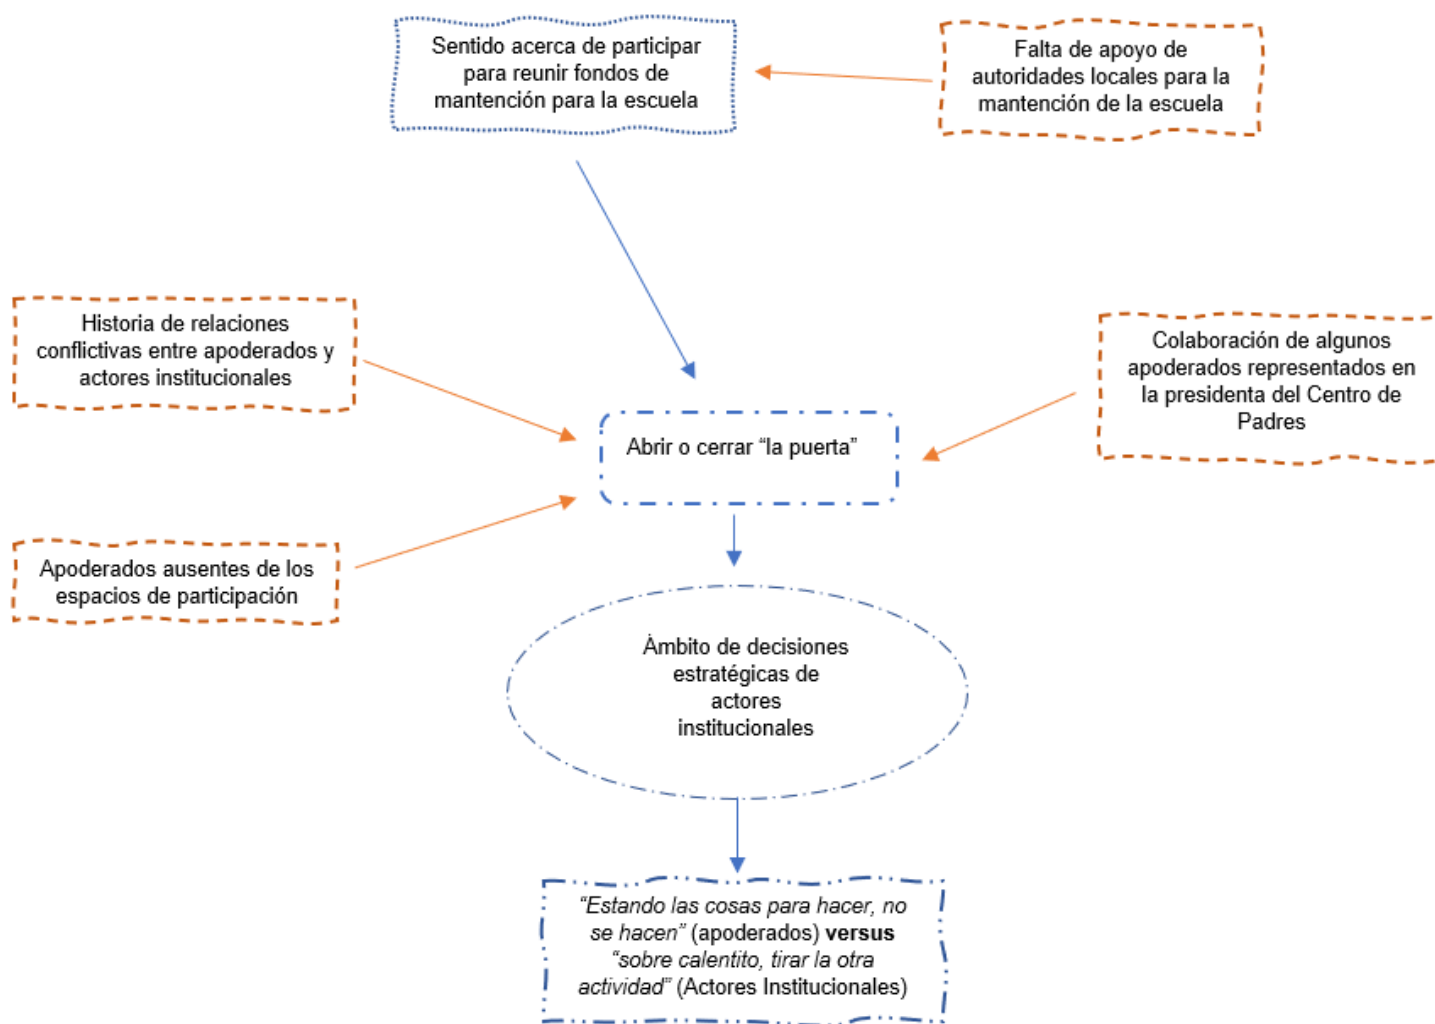 Sentido acerca de participar
para reunir fondos de
mantención para la escuela
Falta de apoyo de
autoridades locales para la
mantención de la escuela
Historia de relaciones
conflictivas entre apoderados y
actores institucionales
Colaboración de algunos
apoderados representados en
la presidenta del Centro de
Padres
Abrir o cerrar “la puerta”
Apoderados ausentes de los
espacios de participación
Ámbito de decisiones
estratégicas de
actores
institucionales
“Estando las cosas para hacer, no
se hacen” (apoderados) versus
“sobre calentito, tirar la otra
actividad” (Actores Institucionales)